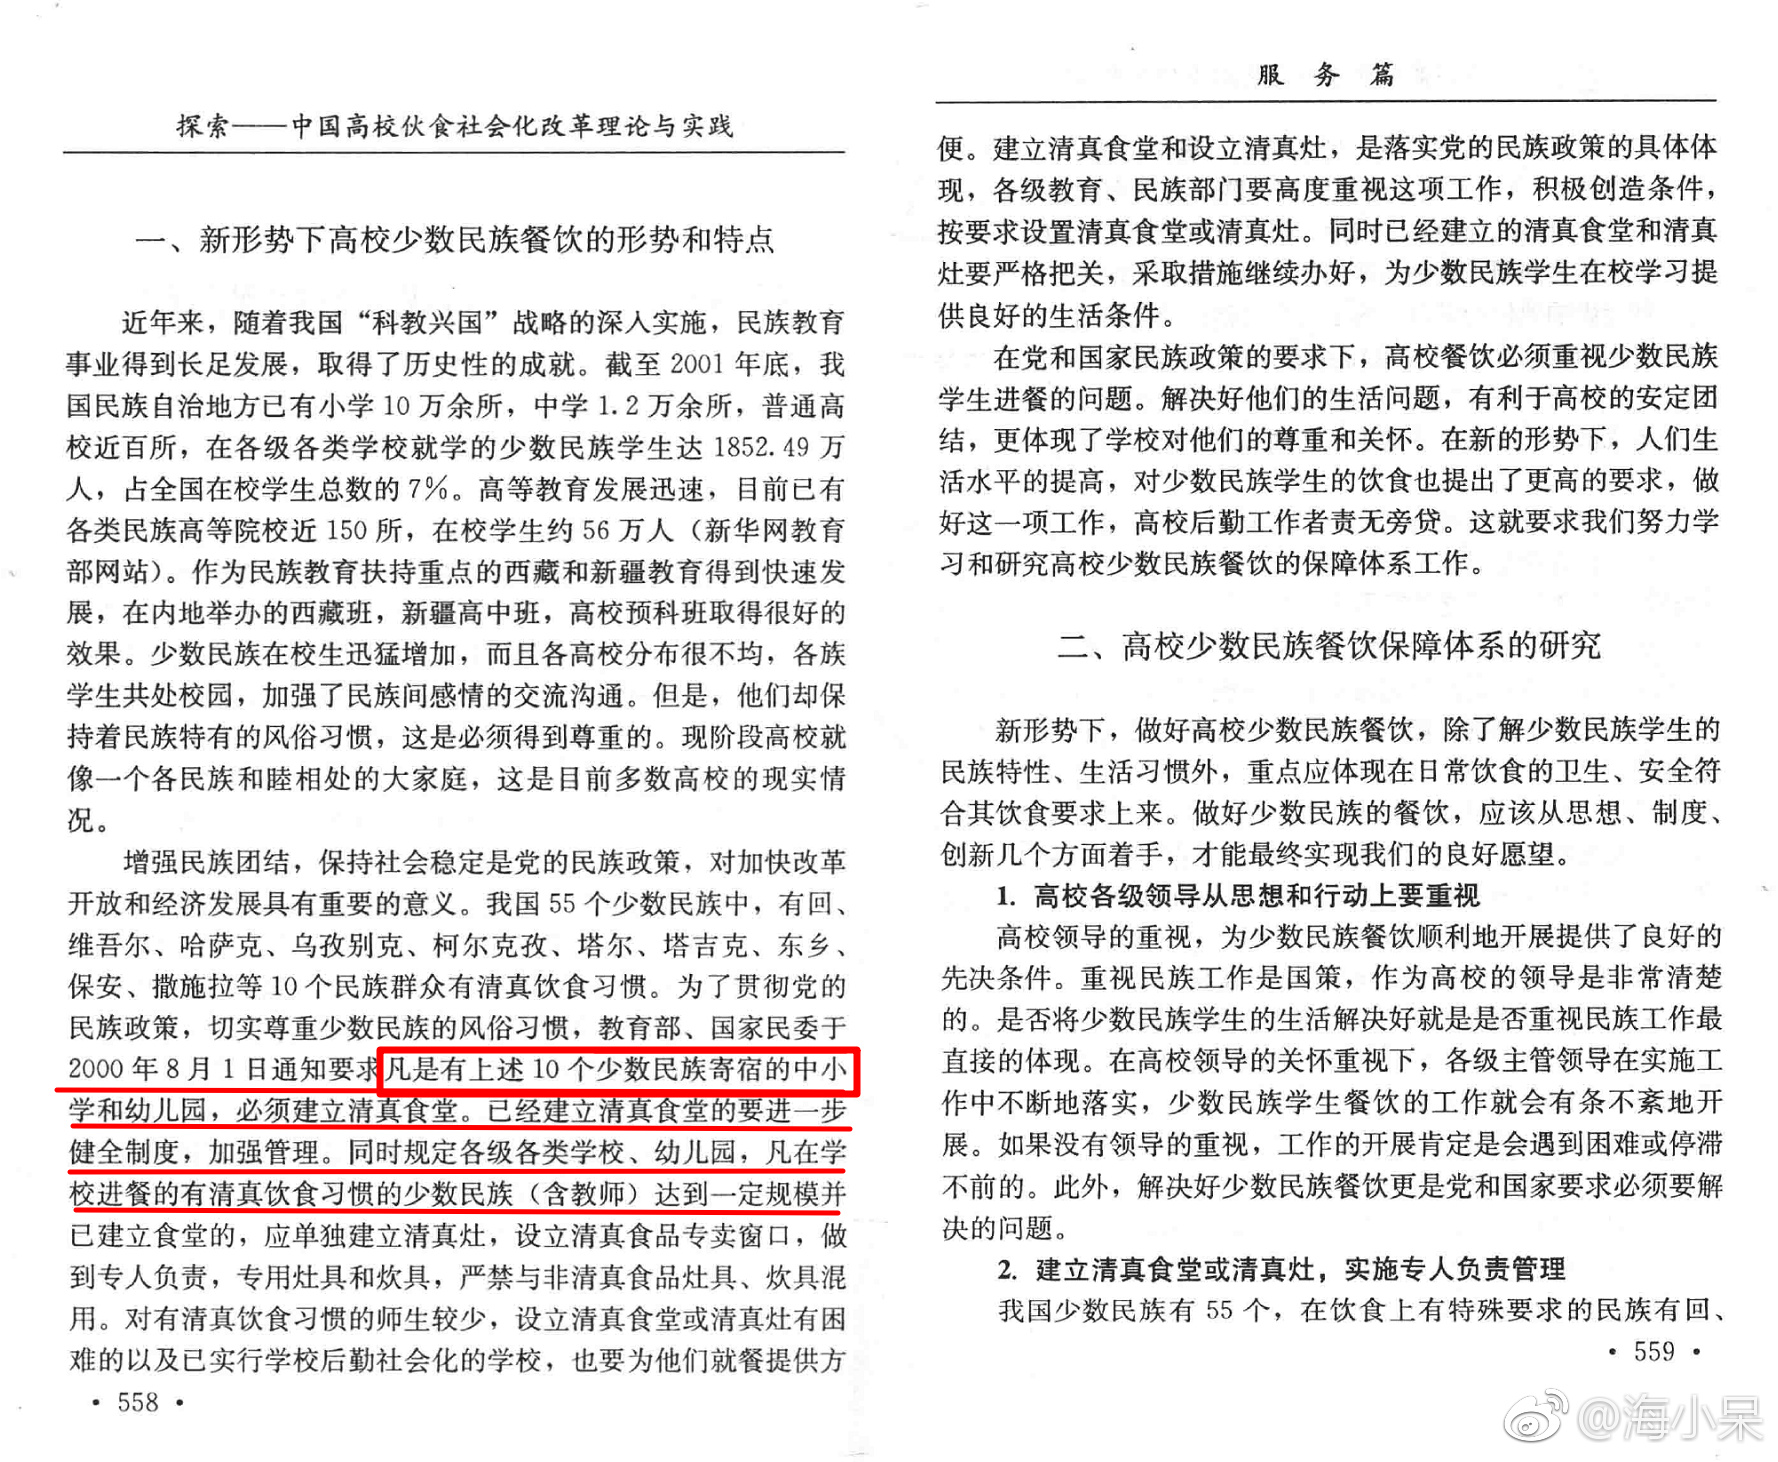 探索——中国高校伙食社会化改革理论与实践
一、新形势下高校少数民族餐饮的形势和特点
近年来，随着我国“科教兴国”战略的深入实施，民族教育
事业得到长足发展，取得了历史性的成就。截至 2001 年底，我
国民族自治地方已有小学 10 万余所，中学 1.2 万余所，普通高
校近百所，在各级各类学校就学的少数民族学生达 1852.49 万
人，占全国在校学生总数的 7%。高等教育发展迅速，目前已有
各类民族高等院校近 150 所，在校学生约 56 万人（新华网教育
部网站）。作为民族教育扶持重点的西藏和新疆教育得到快速发
展，在内地举办的西藏班，新疆高中班，高校预科班取得很好的
效果。少数民族在校生迅猛增加，而且各高校分布很不均，各族
学生共处校园，加强了民族间感情的交流沟通。但是，他们却保
持着民族特有的风俗习惯，这是必须得到尊重的。现阶段高校就
像一个各民族和睦相处的大家庭，这是目前多数高校的现实情
况。
增强民族团结，保持社会稳定是党的民族政策，对加快改革
开放和经济发展具有重要的意义。我国 55 个少数民族中，有回、
维吾尔、哈萨克、乌孜别克、柯尔克孜、塔尔、塔吉克、东乡、
保安、撒施拉等 10 个民族群众有清真饮食习惯。为了贯彻党的
民族政策，切实尊重少数民族的风俗习惯，教育部、国家民委于
2000 年 8 月 1 日通知要求凡是有上述 10 个少数民族寄宿的中小
学和幼儿园，必须建立清真食堂。已经建立清真食堂的要进一步
健全制度，加强管理。同时规定各级各类学校、幼儿园，凡在学
校进餐的有清真饮食习惯的少数民族（含教师）达到一定规模并
已建立食堂的，应单独建立清真灶，设立清真食品专卖窗口，做
到专人负责，专用灶具和炊具，严禁与非清真食品灶具、炊具混
用。对有清真饮食习惯的师生较少，设立清真食堂或清真灶有困
难的以及已实行学校后勤社会化的学校，也要为他们就餐提供方
· 558 ·
服 务 篇
便。建立清真食堂和设立清真灶，是落实党的民族政策的具体体
现，各级教育、民族部门要高度重视这项工作，积极创造条件，
按要求设置清真食堂或清真灶。同时已经建立的清真食堂和清真
灶要严格把关，采取措施继续办好，为少数民族学生在校学习提
供良好的生活条件。
在党和国家民族政策的要求下，高校餐饮必须重视少数民族
学生进餐的问题。解决好他们的生活问题，有利于高校的安定团
结，更体现了学校对他们的尊重和关怀。在新的形势下，人们生
活水平的提高，对少数民族学生的饮食也提出了更高的要求，做
好这一项工作，高校后勤工作者责无旁贷。这就要求我们努力学
习和研究高校少数民族餐饮的保障体系工作。
二、高校少数民族餐饮保障体系的研究
新形势下，做好高校少数民族餐饮，除了解少数民族学生的
民族特性、生活习惯外，重点应体现在日常饮食的卫生、安全符
合其饮食要求上来。做好少数民族的餐饮，应该从思想、制度、
创新几个方面着手，才能最终实现我们的良好愿望。
1. 高校各级领导从思想和行动上要重视
高校领导的重视，为少数民族餐饮顺利地开展提供了良好的
先决条件。重视民族工作是国策，作为高校的领导是非常清楚
的。是否将少数民族学生的生活解决好就是是否重视民族工作最
直接的体现。在高校领导的关怀重视下，各级主管领导在实施工
作中不断地落实，少数民族学生餐饮的工作就会有条不紊地开
展。如果没有领导的重视，工作的开展肯定是会遇到困难或停滞
不前的。此外，解决好少数民族餐饮更是党和国家要求必须要解
决的问题。
2. 建立清真食堂或清真灶，实施专人负责管理
我国少数民族有 55 个，在饮食上有特殊要求的民族有回、
· 559 ·
@海小呆